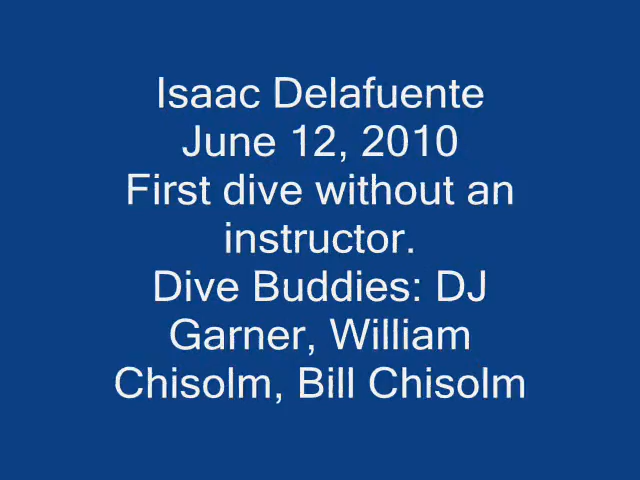 Isaac Delafuente
June 12, 2010
First dive without an
instructor.
Dive Buddies: DJ
Garner, William
Chisolm, Bill Chisolm